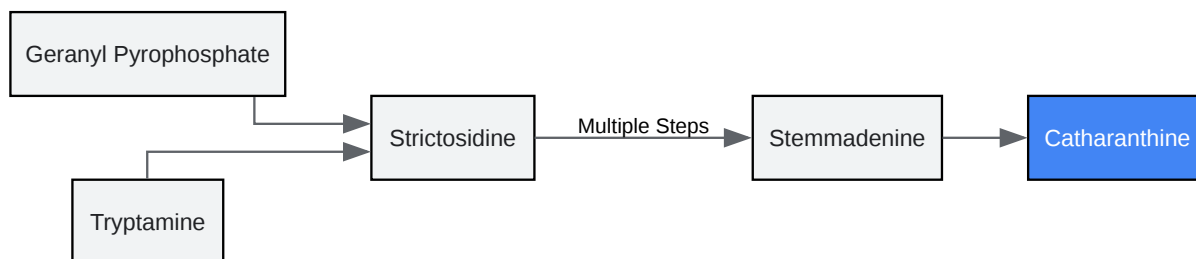 Geranyl Pyrophosphate
Strictosidine
Multiple Steps
Stemmadenine
Catharanthine
Tryptamine